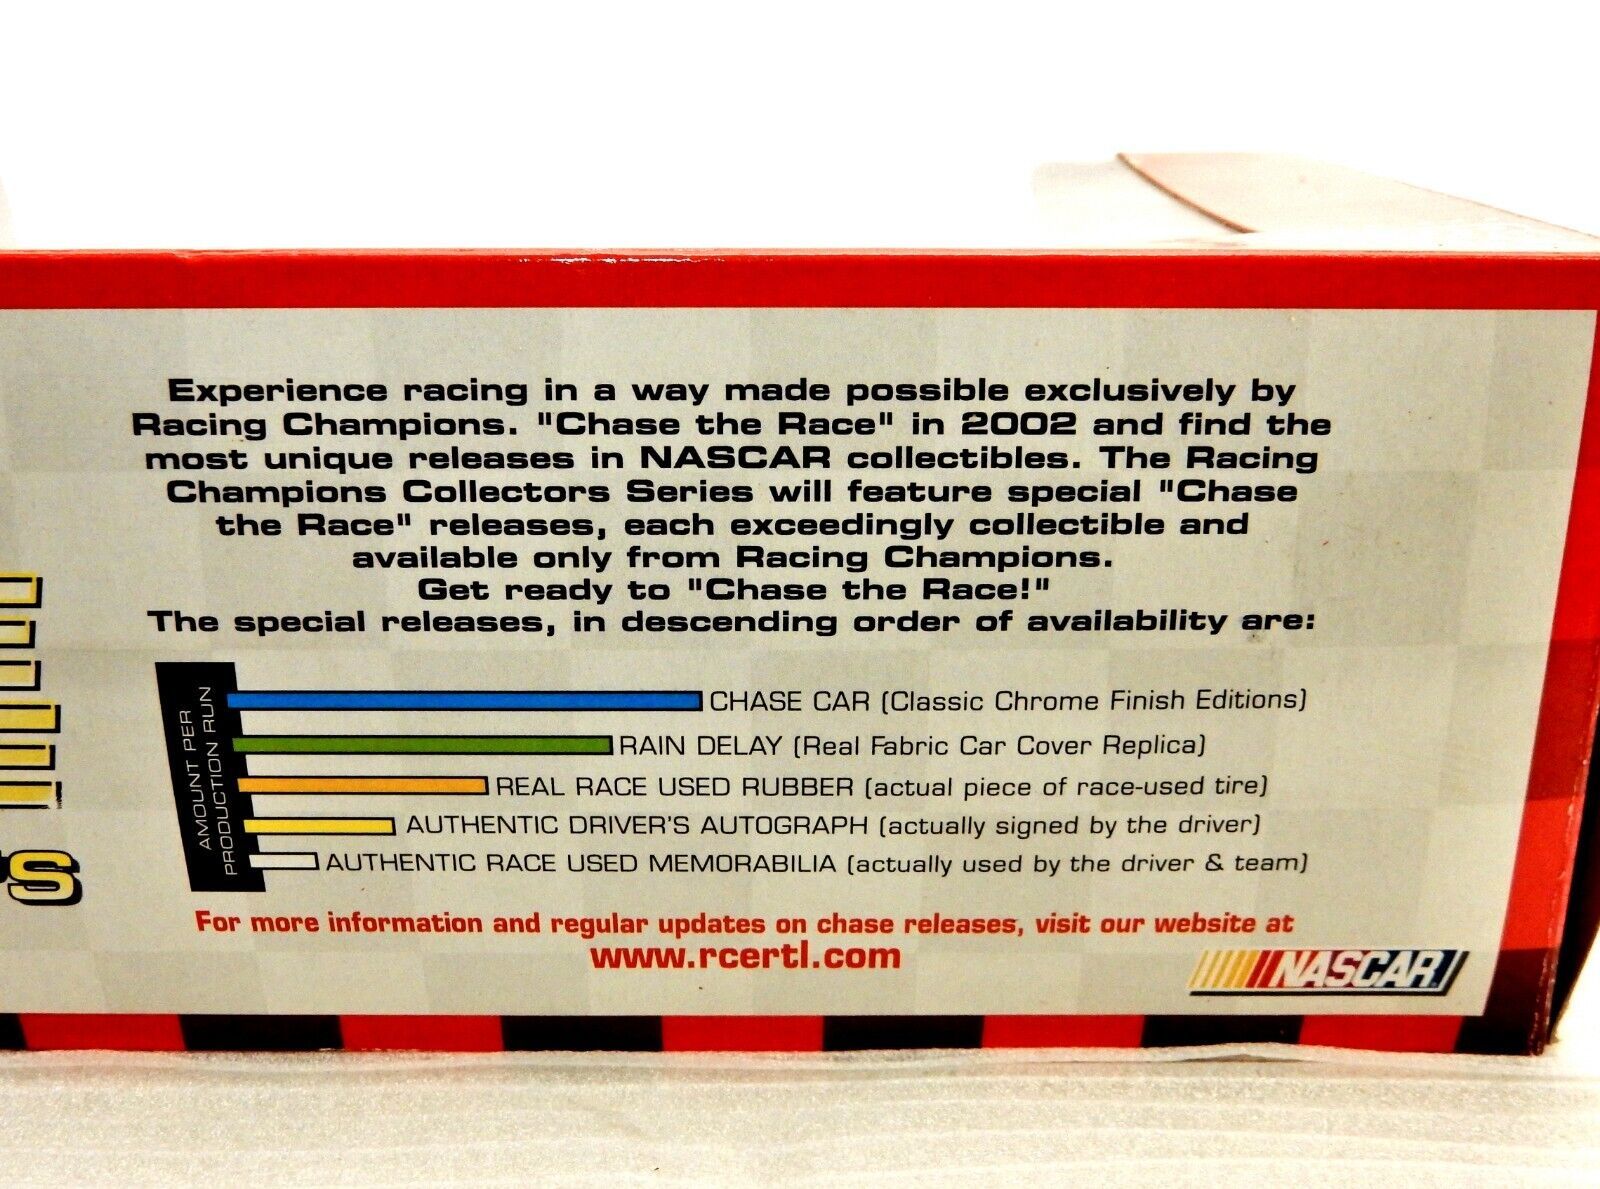 Experience racing in a way made possible exclusively by
Racing Champions. "Chase the Race" in 2002 and find the
most unique releases in NASCAR collectibles. The Racing
Champions Collectors Series will feature special "Chase
the Race" releases, each exceedingly collectible and
available only from Racing Champions.
Get ready to "Chase the Race!"
The special releases, in descending order of availability are:
AMOUNT PER
PRODUCTION RUN
CHASE CAR (Classic Chrome Finish Editions)
RAIN DELAY (Real Fabric Car Cover Replica)
REAL RACE USED RUBBER (actual piece of race-used tire)
AUTHENTIC DRIVER'S AUTOGRAPH (actually signed by the driver)
AUTHENTIC RACE USED MEMORABILIA (actually used by the driver & team)
For more information and regular updates on chase releases, visit our website at
www.rcertl.com
NASCAR